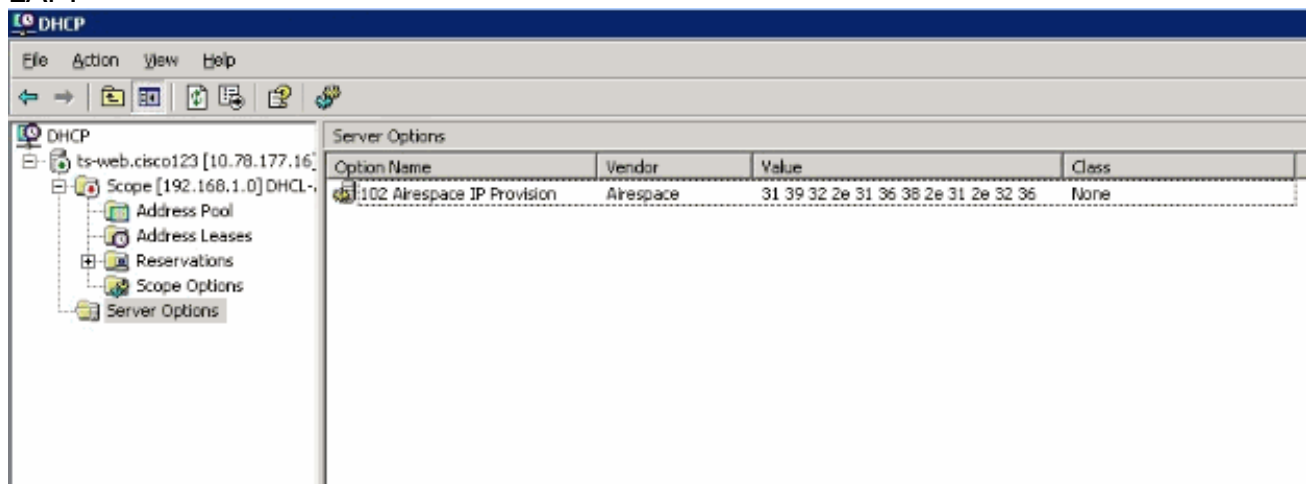 DHCP
File Action View Help
DHCP
ts-web.cisco123 [10.78.177.16]
Scope [192.168.1.0] DHCL-.
Address Pool
Address Leases
Reservations
Scope Options
Server Options
Server Options
Option Name Vendor Value Class
102 Airespace IP Provision Airespace 31 39 32 2e 31 36 38 2e 31 2e 32 36 None